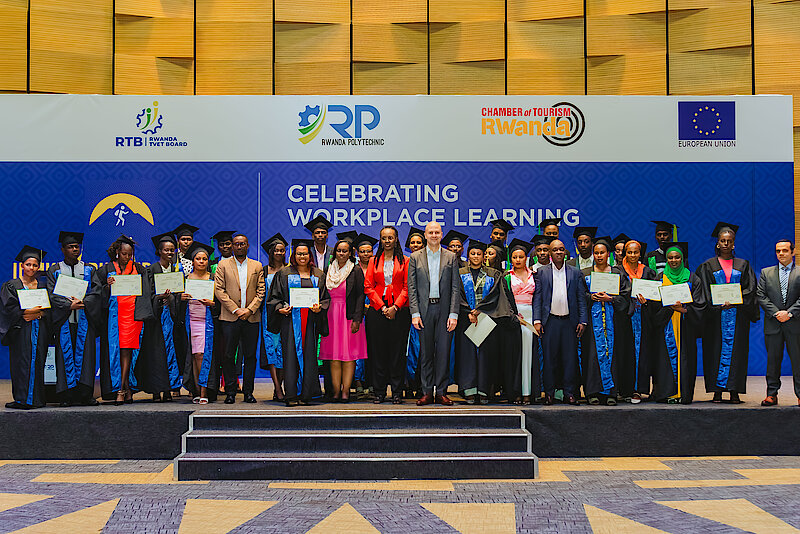 RTB RWANDA
TVET BOARD
RP
RWANDA POLYTECHNIC
CHAMBER of TOURISM
RWanda
EUROPEAN UNION
CELEBRATING
WORKPLACE LEARNING